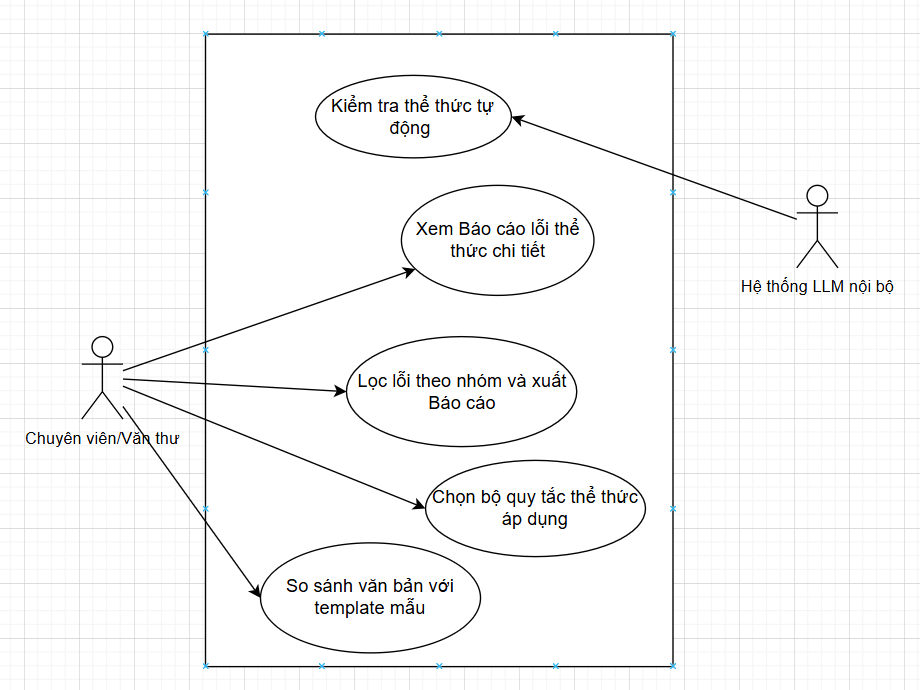 Kiểm tra thể thức tự
động
Xem Báo cáo lỗi thể
thức chi tiết
Hệ thống LLM nội bộ
Lọc lỗi theo nhóm và xuất
Báo cáo
Chuyên viên/Văn thư
Chọn bộ quy tắc thể thức
áp dụng
So sánh văn bản với
template mẫu